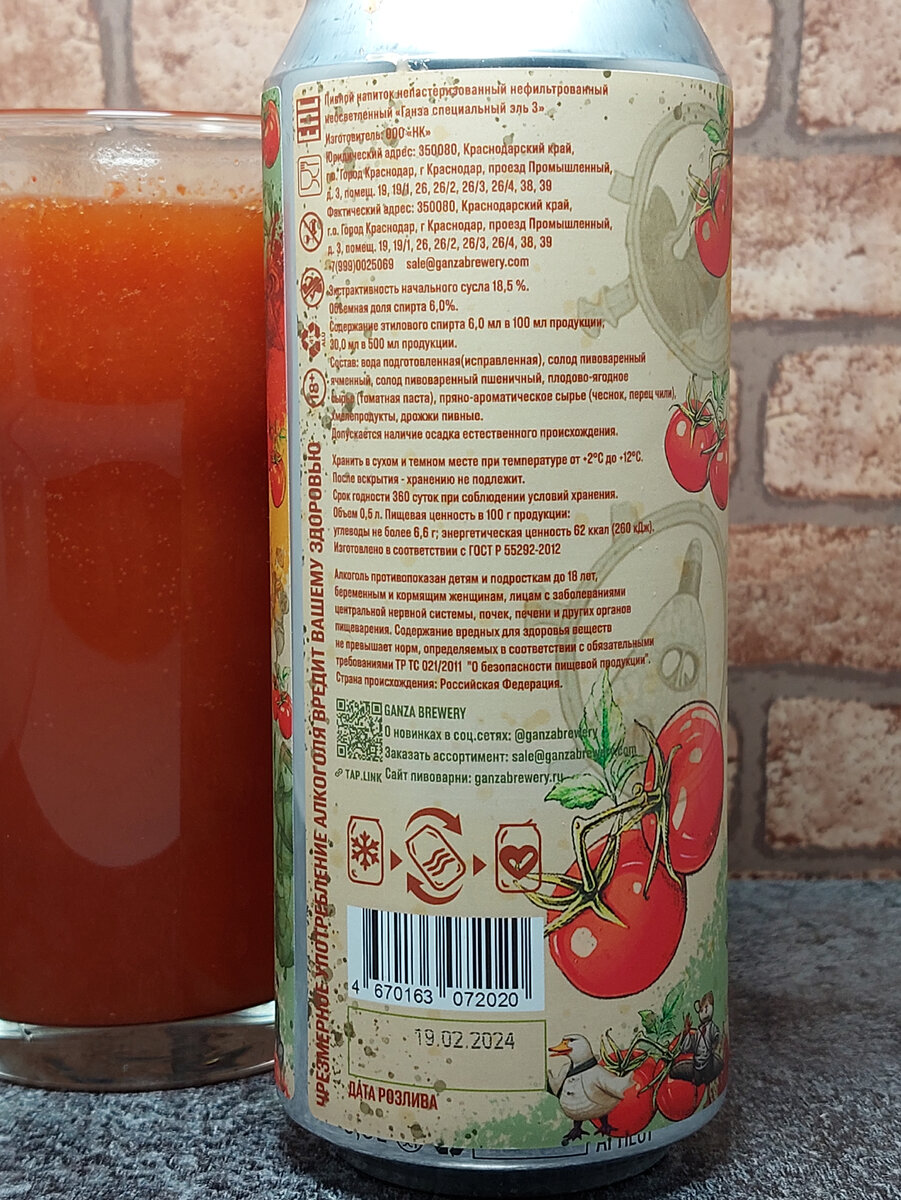 EAC
Пивной напиток непастеризованный нефильтрованный
неосветленный «Ганза специальный эль 3»
Изготовитель: ООО «НК»
Юридический адрес: 350080, Краснодарский край,
г.о. Город Краснодар, г Краснодар, проезд Промышленный,
д. 3, помещ. 19, 19/1, 26, 26/2, 26/3, 26/4, 38, 39
Фактический адрес: 350080, Краснодарский край,
г.о. Город Краснодар, г Краснодар, проезд Промышленный,
д. 3, помещ. 19, 19/1, 26, 26/2, 26/3, 26/4, 38, 39
+7(999)0025069 sale@ganzabrewery.com
Экстрактивность начального сусла 18,5 %.
Объемная доля спирта 6,0%.
Содержание этилового спирта 6,0 мл в 100 мл продукции,
30,0 мл в 500 мл продукции.
Состав: вода подготовленная(исправленная), солод пивоваренный
ячменный, солод пивоваренный пшеничный, плодово-ягодное
сырье (томатная паста), пряно-ароматическое сырье (чеснок, перец чили),
хмелепродукты, дрожжи пивные.
Допускается наличие осадка естественного происхождения.
Хранить в сухом и темном месте при температуре от +2°C до +12°C.
После вскрытия - хранению не подлежит.
Срок годности 360 суток при соблюдении условий хранения.
Объем 0,5 л. Пищевая ценность в 100 г продукции:
углеводы не более 6,6 г; энергетическая ценность 62 ккал (260 кДж).
Изготовлено в соответствии с ГОСТ Р 55292-2012
Алкоголь противопоказан детям и подросткам до 18 лет,
беременным и кормящим женщинам, лицам с заболеваниями
центральной нервной системы, почек, печени и других органов
пищеварения. Содержание вредных для здоровья веществ
не превышает норм, определяемых в соответствии с обязательными
требованиями ТР ТС 021/2011 "О безопасности пищевой продукции".
Страна происхождения: Российская Федерация.
18+
ЧРЕЗМЕРНОЕ УПОТРЕБЛЕНИЕ АЛКОГОЛЯ ВРЕДИТ ВАШЕМУ ЗДОРОВЬЮ
GANZA BREWERY
О новинках в соц.сетях: @ganzabrewery
Заказать ассортимент: sale@ganzabrewery.com
TAP.LINK Сайт пивоварни: ganzabrewery.ru
4 670163 072020
19.02.2024
ДАТА РОЗЛИВА